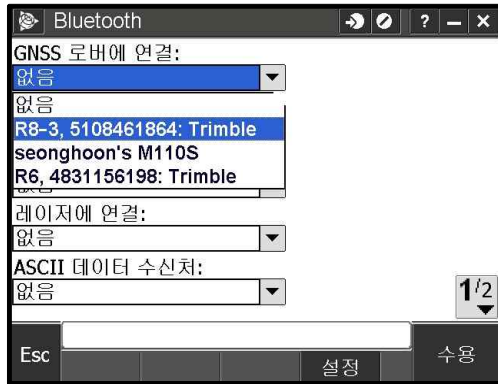 Bluetooth ? – ×
GNSS 로버에 연결:
없음
없음
R8-3, 5108461864: Trimble
seonghoon's M110S
R6, 4831156198: Trimble
레이저에 연결:
없음
ASCII 데이터 수신처:
없음
1/2
Esc
설정
수용